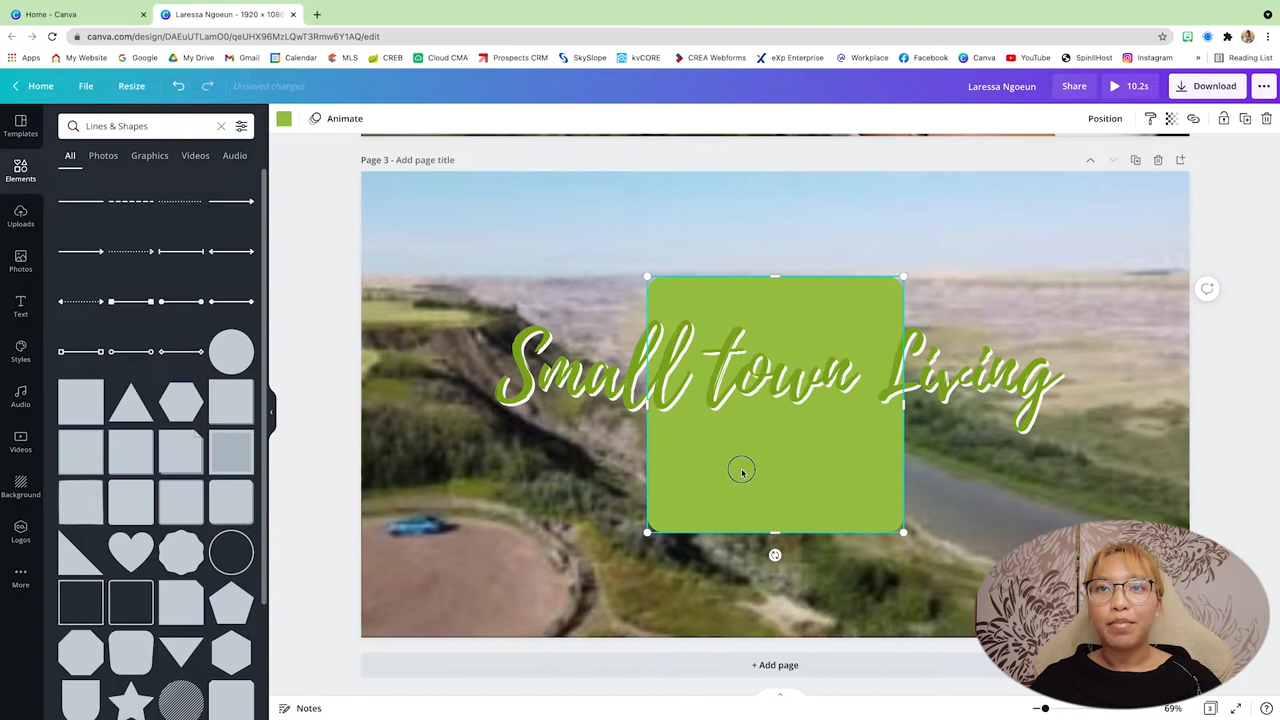 Home - Canva
Laressa Ngoeun - 1920 × 1080
canva.com/design/DAEuUTLamO0/qeUHX96MzLQwT3Rmw6Y1AQ/edit
Apps My Website Google My Drive Gmail Calendar MLS CREB Cloud CMA Prospects CRM SkySlope kvCORE CREA Webforms eXp Enterprise Workplace Facebook Canva YouTube SpinllHost Instagram Reading List
Home File Resize Unsaved changes Laressa Ngoeun Share 10.2s Download
Templates
Elements
Uploads
Photos
Text
Styles
Audio
Videos
Background
Logos
More
Lines & Shapes
All Photos Graphics Videos Audio
Animate Position
Page 3 - Add page title
Small town Living
+ Add page
Notes 69% 3